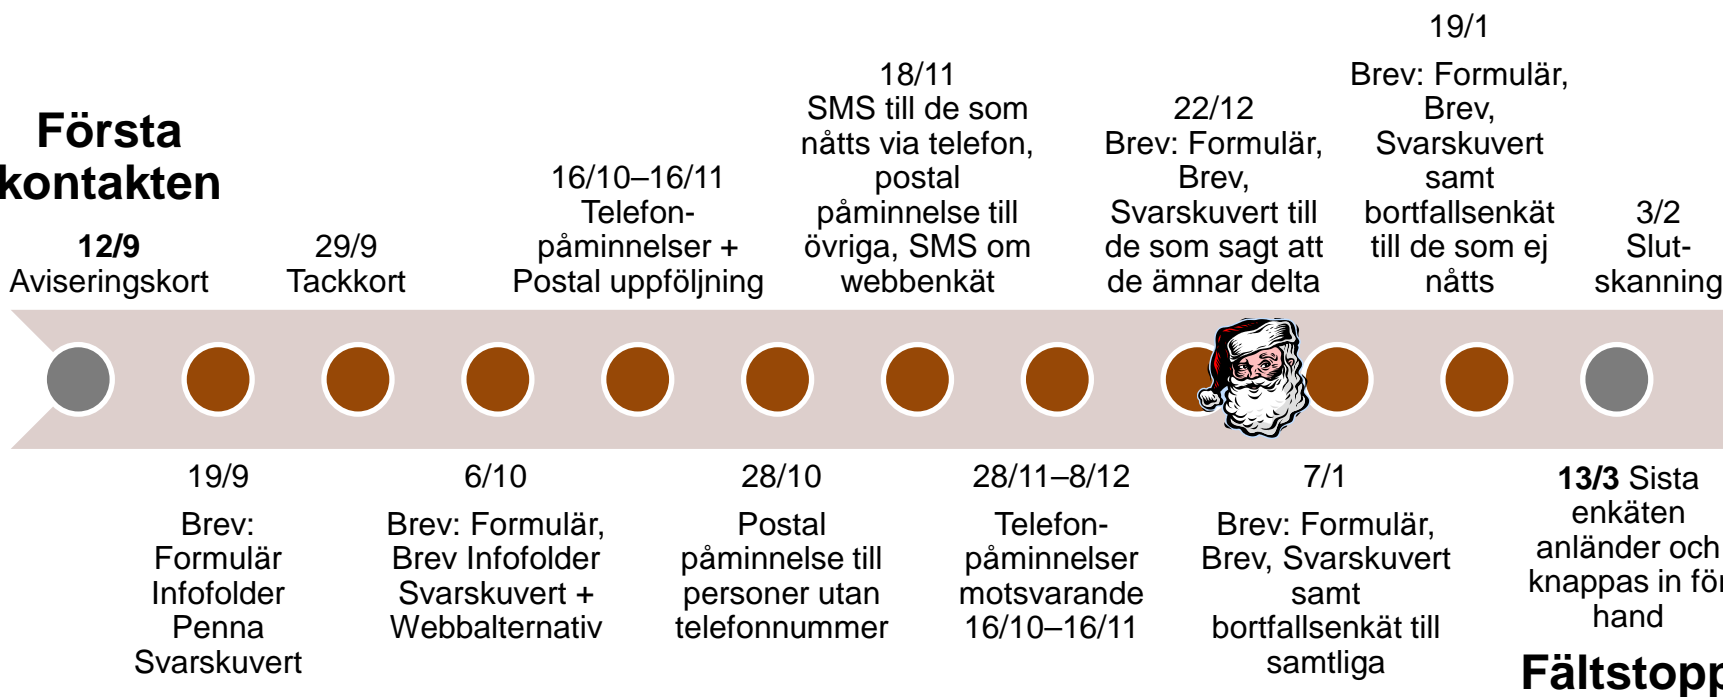 Första
kontakten
12/9
Aviseringskort
19/9
Brev:
Formulär
Infofolder
Penna
Svarskuvert
29/9
Tackkort
6/10
Brev: Formulär,
Brev Infofolder
Svarskuvert +
Webbalternativ
16/10–16/11
Telefon-
påminnelser +
Postal uppföljning
28/10
Postal
påminnelse till
personer utan
telefonnummer
18/11
SMS till de som
nåtts via telefon,
postal
påminnelse till
övriga, SMS om
webbenkät
28/11–8/12
Telefon-
påminnelser
motsvarande
16/10–16/11
22/12
Brev: Formulär,
Brev,
Svarskuvert till
de som sagt att
de ämnar delta
7/1
Brev: Formulär,
Brev, Svarskuvert
samt
bortfallsenkät till
samtliga
19/1
Brev: Formulär,
Brev,
Svarskuvert
samt
bortfallsenkät
till de som ej
nåtts
3/2
Slut-
skanning
13/3 Sista
enkäten
anländer och
knappas in för
hand
Fältstopp